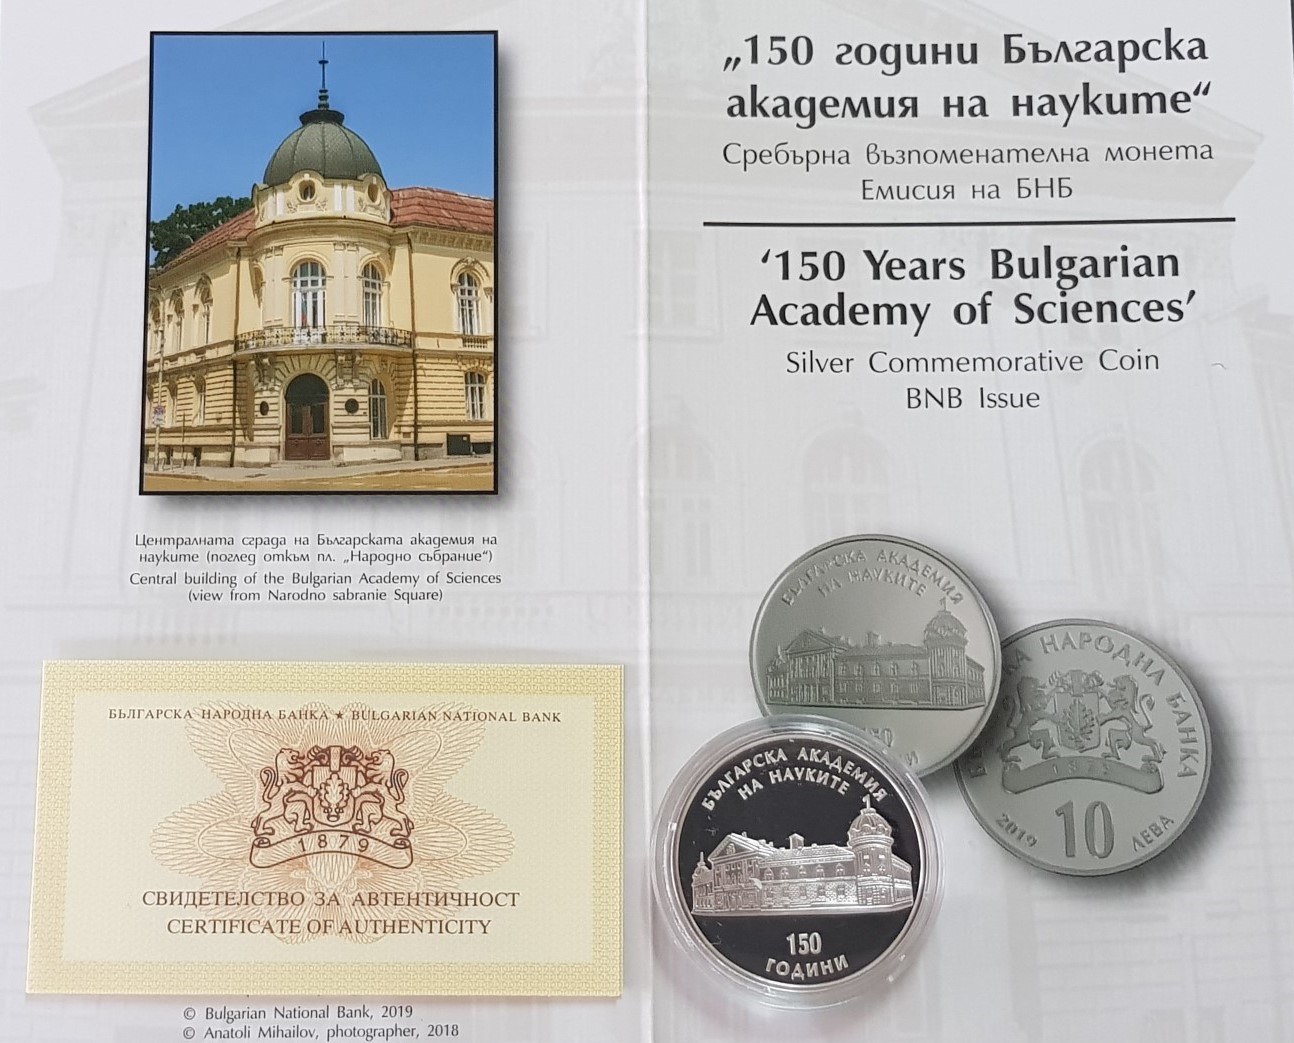 „150 години Българска
академия на науките“
Сребърна възпоменателна монета
Емисия на БНБ
‘150 Years Bulgarian
Academy of Sciences’
Silver Commemorative Coin
BNB Issue
Централната сграда на Българската академия на
науките (поглед откъм пл. „Народно събрание“)
Central building of the Bulgarian Academy of Sciences
(view from Narodno sabranie Square)
БЪЛГАРСКА НАРОДНА БАНКА ★ BULGARIAN NATIONAL BANK
1879
СВИДЕТЕЛСТВО ЗА АВТЕНТИЧНОСТ
CERTIFICATE OF AUTHENTICITY
© Bulgarian National Bank, 2019
© Anatoli Mihailov, photographer, 2018
БЪЛГАРСКА АКАДЕМИЯ
НА НАУКИТЕ
НАРОДНА БАНКА
1879
2019 10 ЛЕВА
БЪЛГАРСКА АКАДЕМИЯ
НА НАУКИТЕ
150
ГОДИНИ